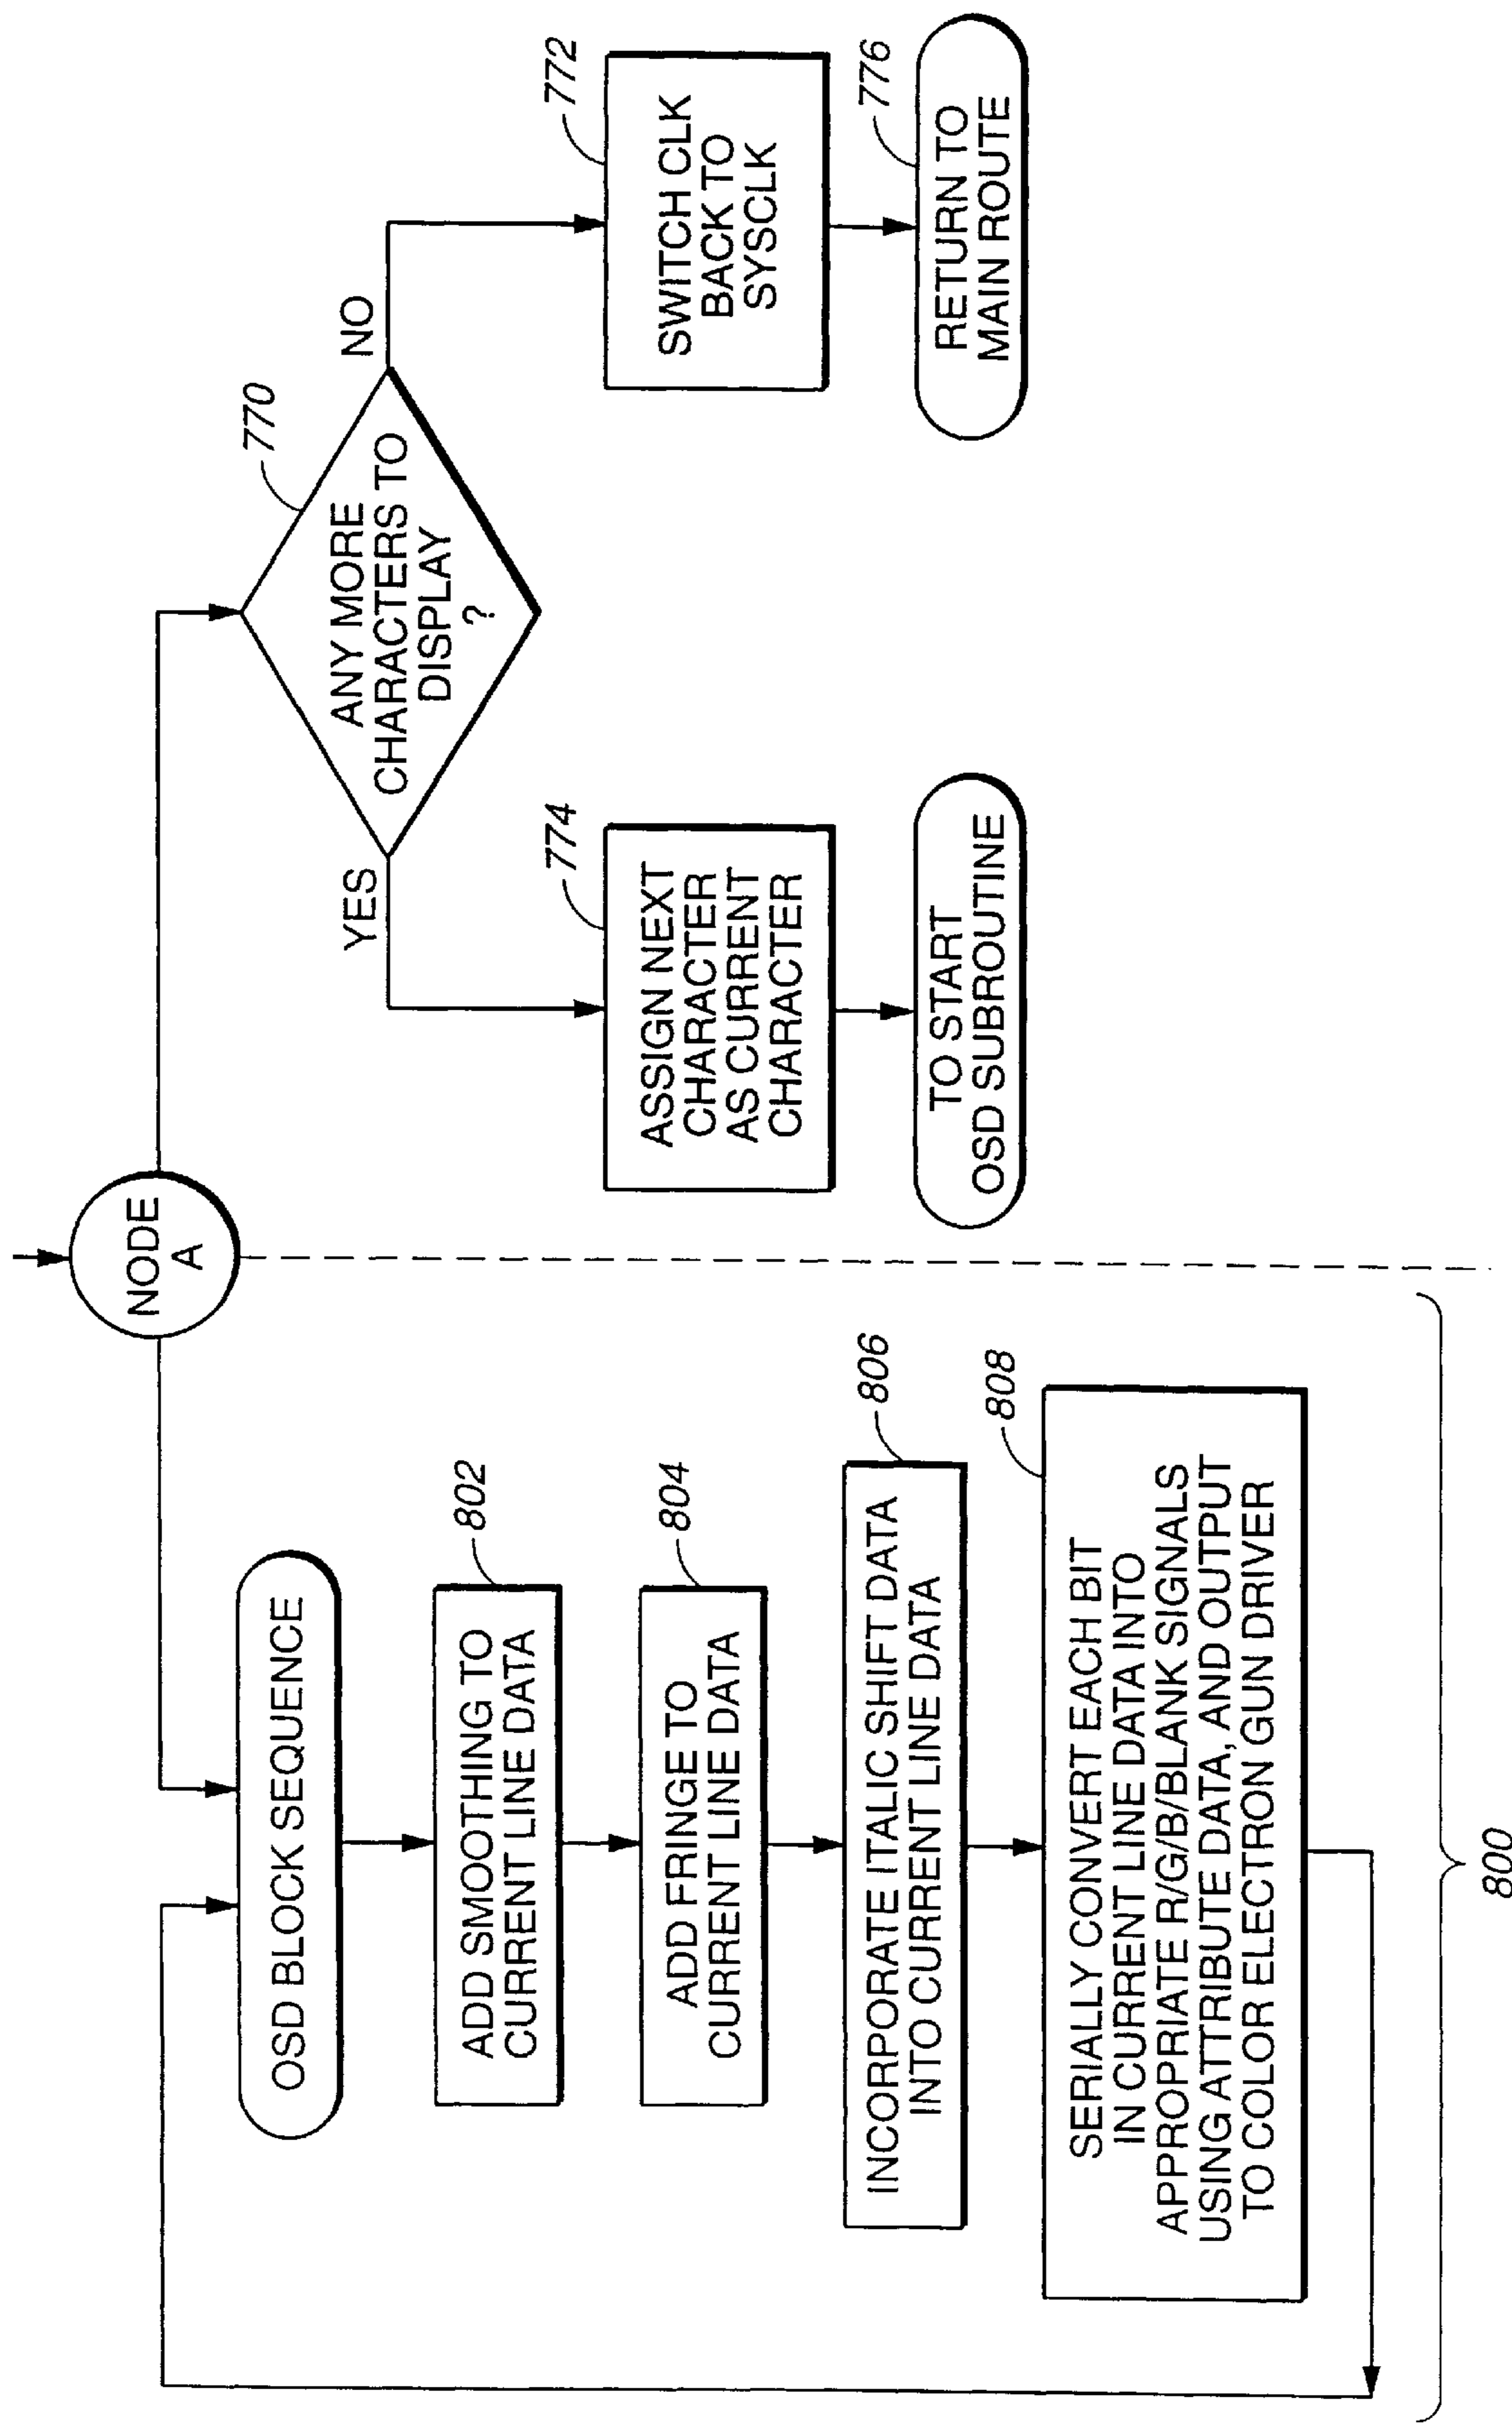 NODE
A
OSD BLOCK SEQUENCE
802
ADD SMOOTHING TO
CURRENT LINE DATA
804
ADD FRINGE TO
CURRENT LINE DATA
806
INCORPORATE ITALIC SHIFT DATA
INTO CURRENT LINE DATA
808
SERIALLY CONVERT EACH BIT
IN CURRENT LINE DATA INTO
APPROPRIATE R/G/B/BLANK SIGNALS
USING ATTRIBUTE DATA, AND OUTPUT
TO COLOR ELECTRON GUN DRIVER
800
770
ANY MORE
CHARACTERS TO
DISPLAY
?
YES
NO
774
ASSIGN NEXT
CHARACTER
AS CURRENT
CHARACTER
TO START
OSD SUBROUTINE
772
SWITCH CLK
BACK TO
SYSCLK
776
RETURN TO
MAIN ROUTE